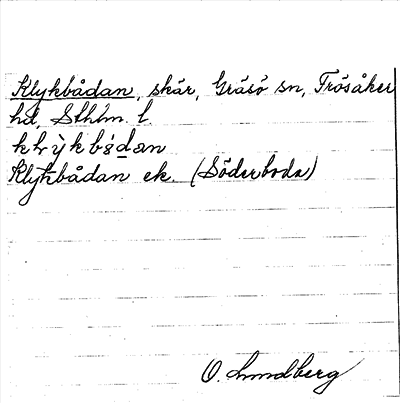 Klykbådan, skär, Gräsö sn, Frösåker
hd, Sthlm. l.
Klykbådan ek. (Söderboda)
O. Lundberg